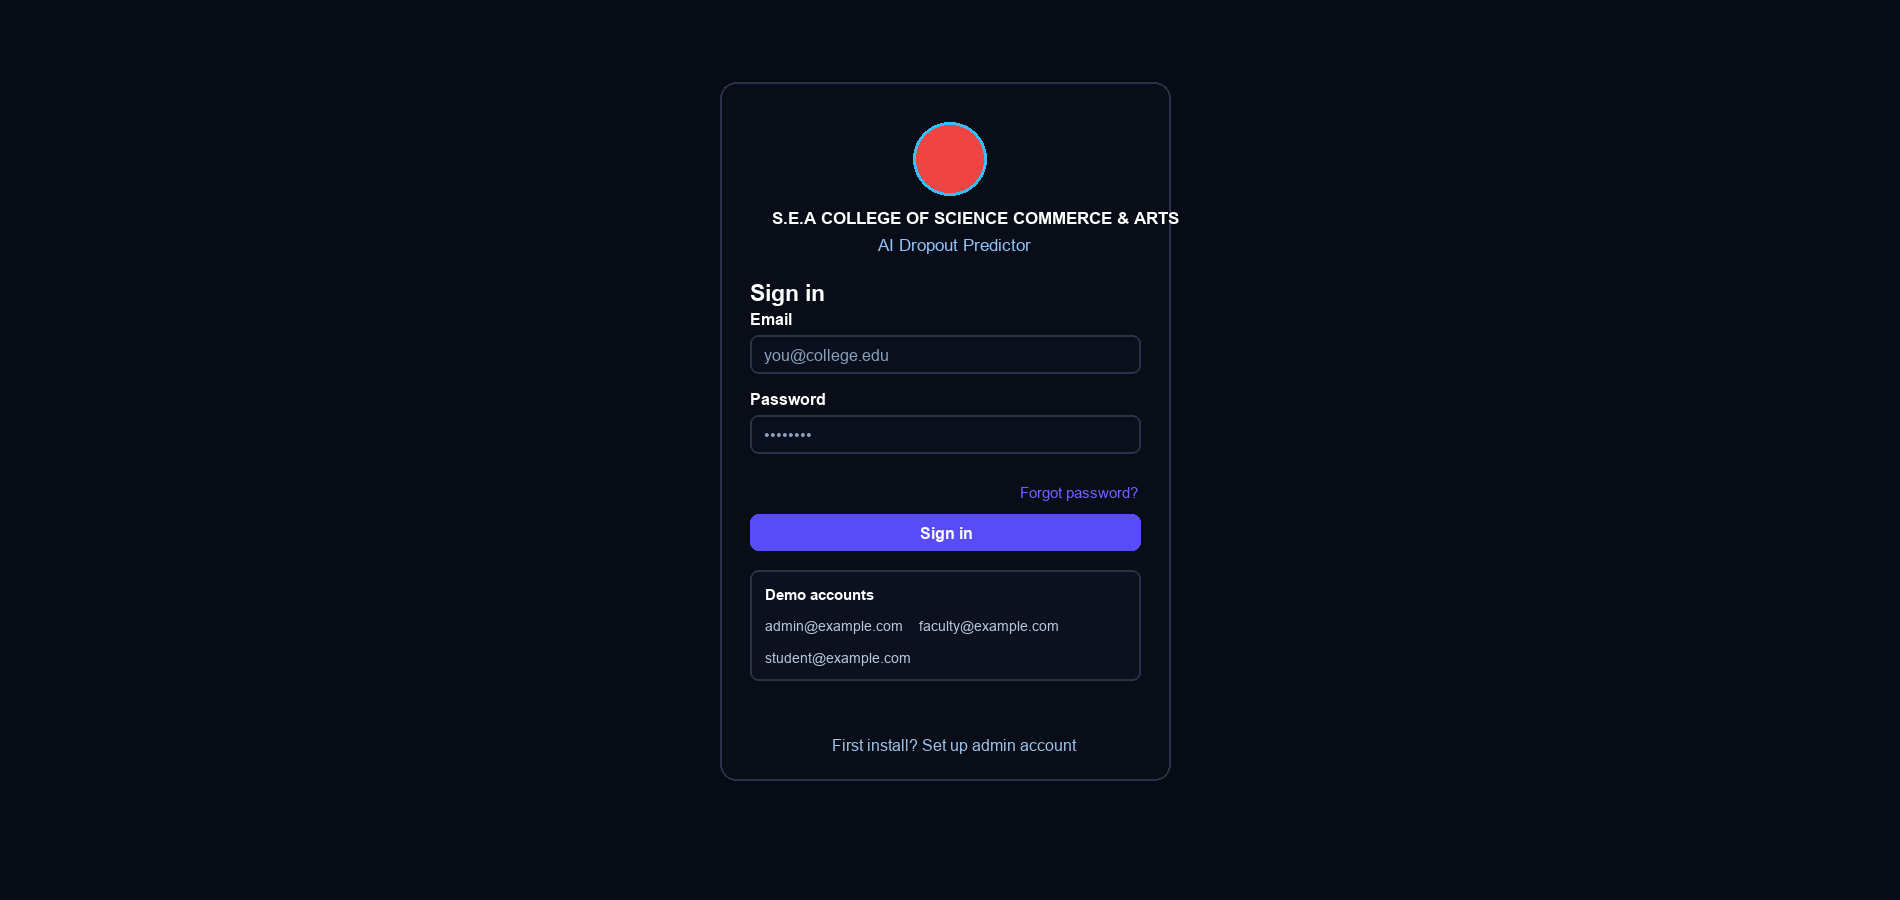 S.E.A COLLEGE OF SCIENCE COMMERCE & ARTS
AI Dropout Predictor
Sign in
Email
you@college.edu
Password
••••••••
Forgot password?
Sign in
Demo accounts
admin@example.com faculty@example.com
student@example.com
First install? Set up admin account